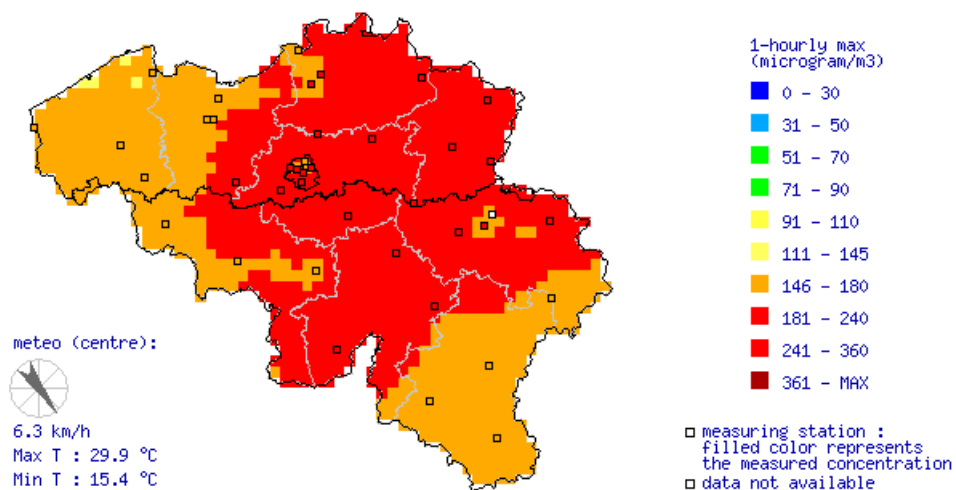 1-hourly max
(microgram/m3)
0 - 30
31 - 50
51 - 70
71 - 90
91 - 110
111 - 145
146 - 180
181 - 240
241 - 360
361 - MAX
meteo (centre):
6.3 km/h
Max T : 29.9 °C
Min T : 15.4 °C
measuring station :
filled color represents
the measured concentration
data not available